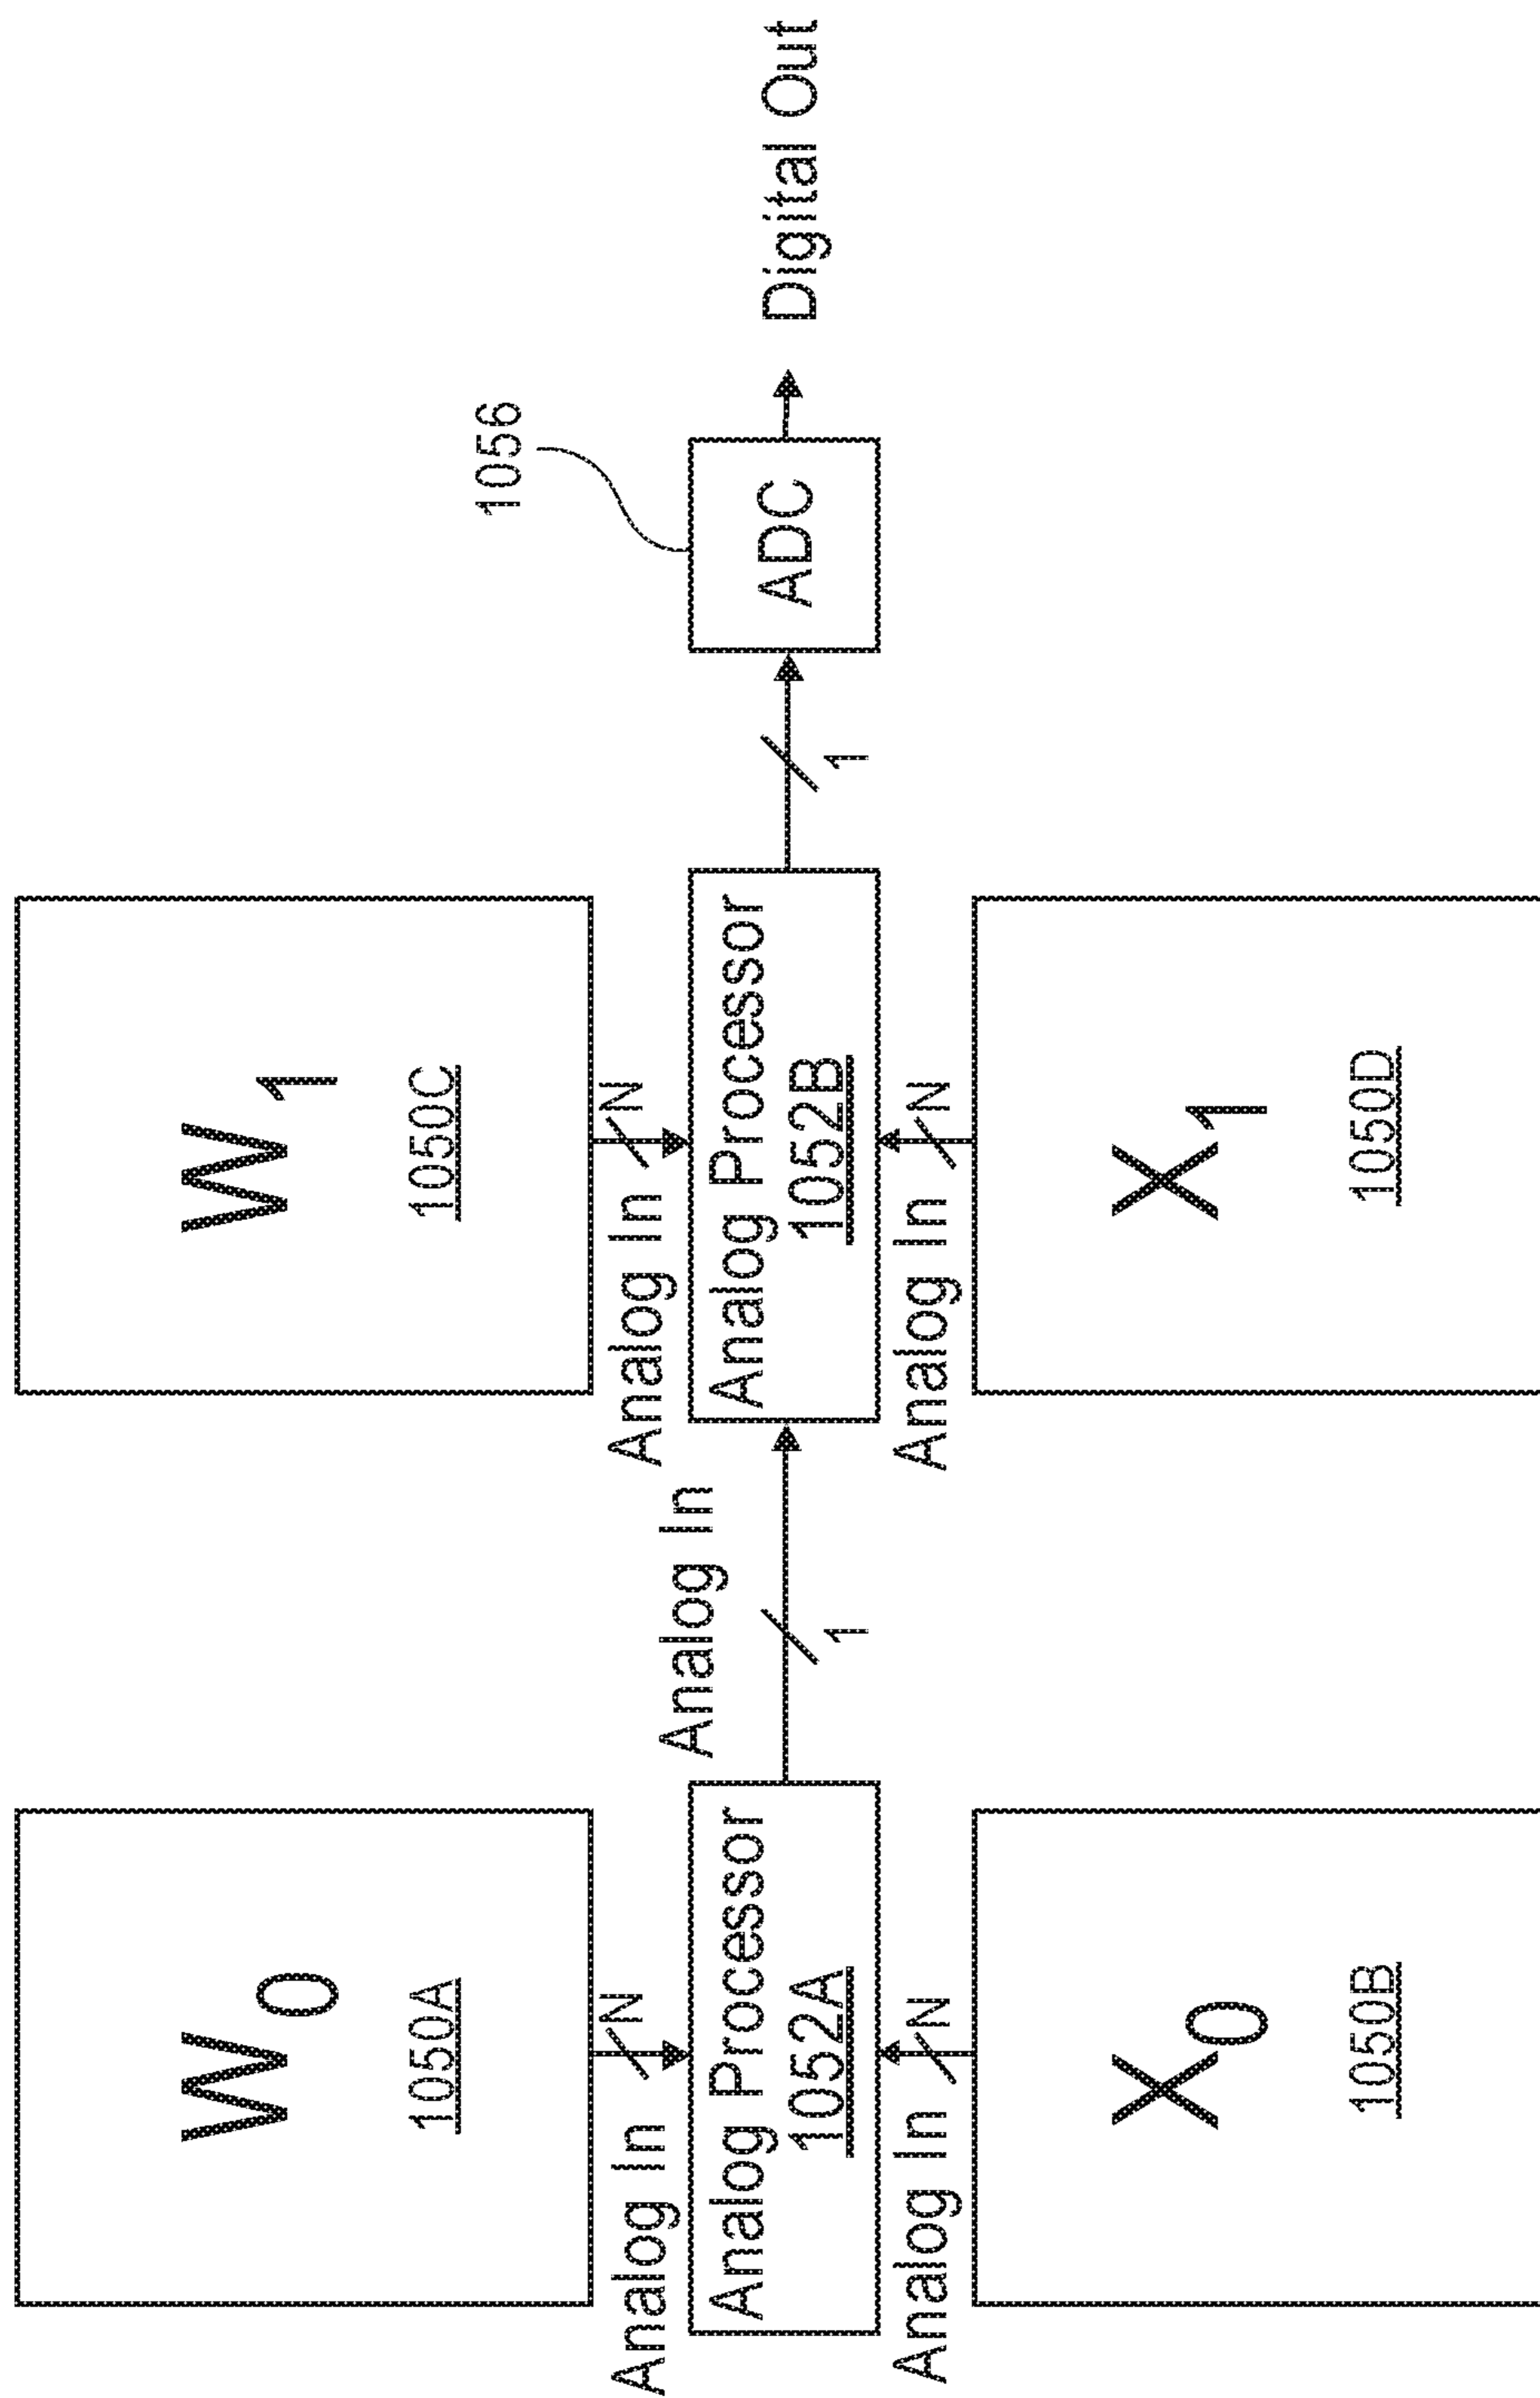 W0
1050A
W1
1050C
1056
Analog In
N
Analog In
N
Analog Processor
1052A
Analog In
1
Analog Processor
1052B
1
ADC
Digital Out
Analog In
N
Analog In
N
X0
1050B
X1
1050D